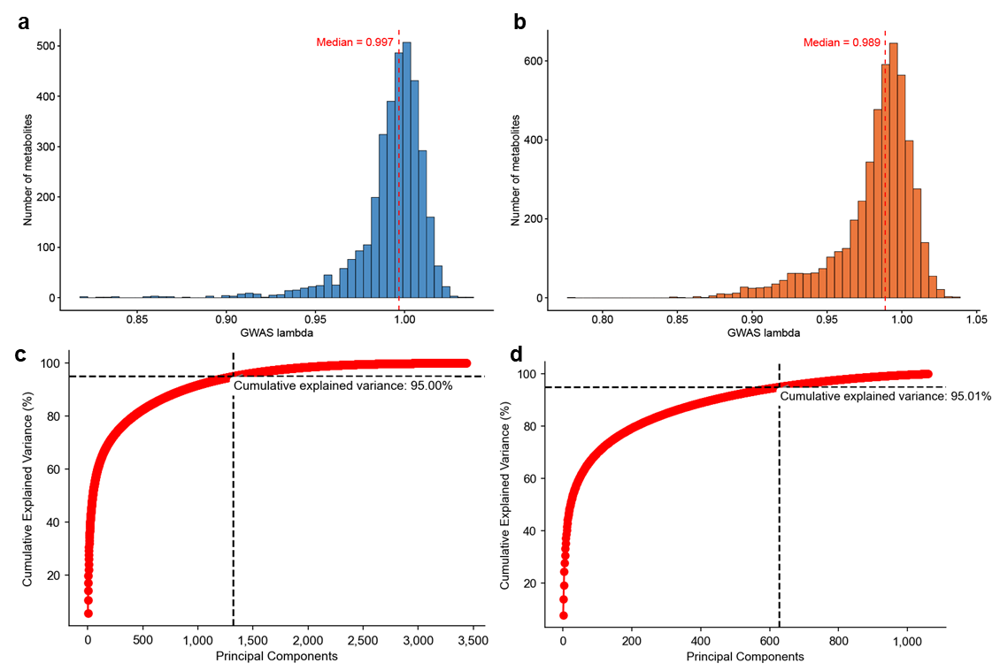 a
Median = 0.997
500
400
300
200
100
0
Number of metabolites
0.85
0.90
0.95
1.00
GWAS lambda
b
Median = 0.989
600
400
200
0
Number of metabolites
0.80
0.85
0.90
0.95
1.00
1.05
GWAS lambda
c
100
80
60
40
20
Cumulative Explained Variance (%)
Cumulative explained variance: 95.00%
0
500
1,000
1,500
2,000
2,500
3,000
3,500
Principal Components
d
100
80
60
40
20
Cumulative Explained Variance (%)
Cumulative explained variance: 95.01%
0
200
400
600
800
1,000
Principal Components